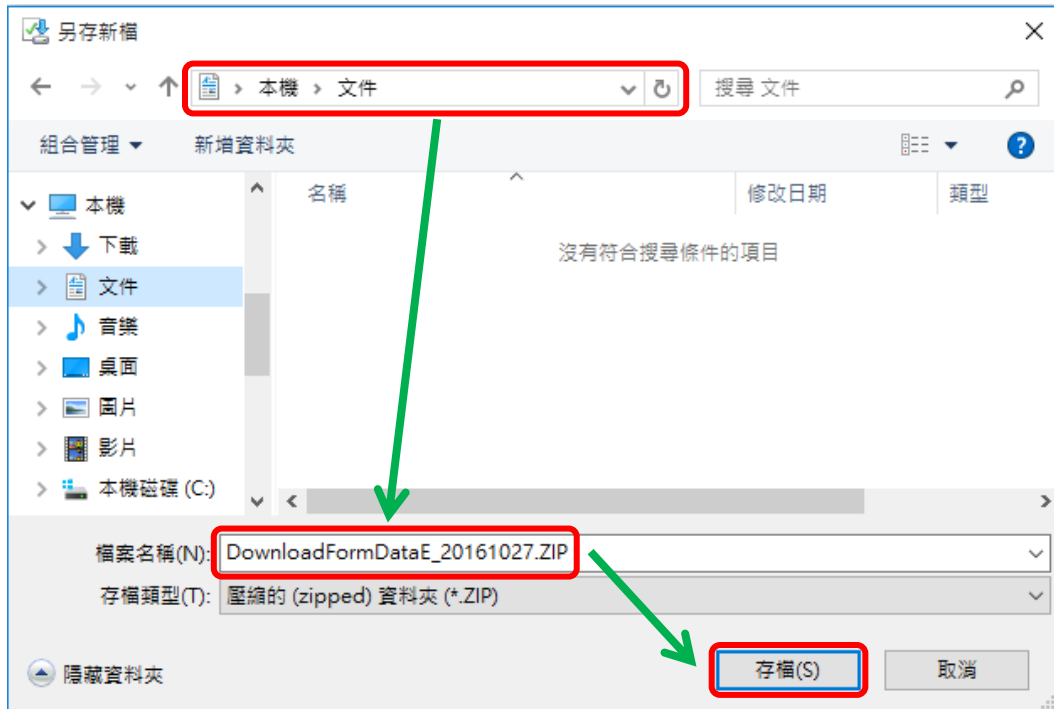 另存新檔
本機 › 文件
搜尋 文件
組合管理 新增資料夾
名稱 修改日期 類型
沒有符合搜尋條件的項目
本機
下載
文件
音樂
桌面
圖片
影片
本機磁碟 (C:)
檔案名稱(N): DownloadFormDataE_20161027.ZIP
存檔類型(T): 壓縮的 (zipped) 資料夾 (*.ZIP)
隱藏資料夾 存檔(S) 取消